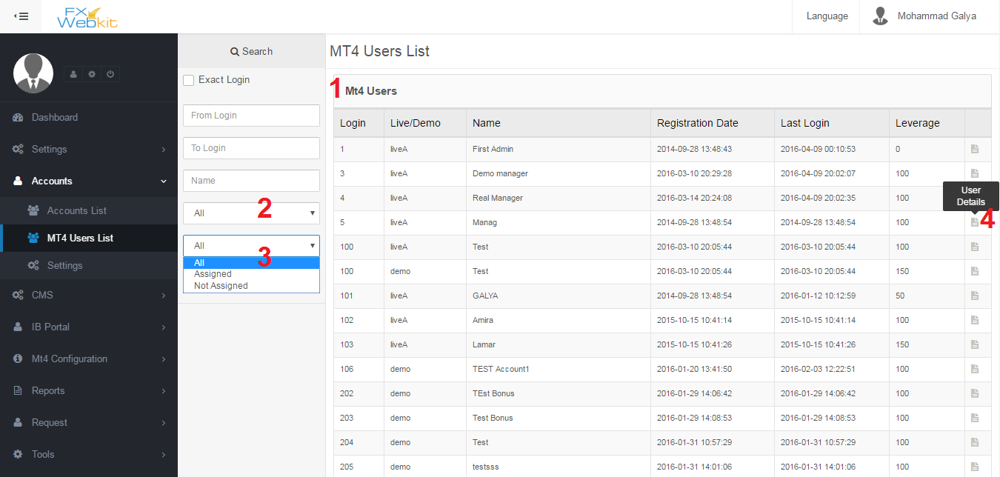 FX
Webkit
Language
Mohammad Galya
Dashboard
Settings
Accounts
Accounts List
MT4 Users List
Settings
CMS
IB Portal
Mt4 Configuration
Reports
Request
Tools
Search
Exact Login
From Login
To Login
Name
All
2
All
3
All
Assigned
Not Assigned
MT4 Users List
1
Mt4 Users
Login Live/Demo Name Registration Date Last Login Leverage
1 liveA First Admin 2014-09-28 13:48:43 2016-04-09 00:10:53 0
3 liveA Demo manager 2016-03-10 20:29:28 2016-04-09 20:02:07 100
4 liveA Real Manager 2016-03-14 20:24:08 2016-04-09 20:02:35 100
User
Details
4
5 liveA Manag 2014-09-28 13:48:54 2014-09-28 13:48:54 100
100 liveA Test 2016-03-10 20:05:44 2016-03-10 20:05:44 100
100 demo Test 2016-03-10 20:05:44 2016-03-10 20:05:44 150
101 liveA GALYA 2014-09-28 13:48:54 2016-01-12 10:12:59 50
102 liveA Amira 2015-10-15 10:41:14 2015-10-15 10:41:14 100
103 liveA Lamar 2015-10-15 10:41:26 2015-10-15 10:41:26 150
106 demo TEST Account1 2016-01-20 13:41:50 2016-02-03 12:22:51 100
202 demo TEst Bonus 2016-01-29 14:06:42 2016-01-29 14:06:42 100
203 demo Test Bonus 2016-01-29 14:08:53 2016-01-29 14:08:53 100
204 demo Test 2016-01-31 10:57:29 2016-01-31 10:57:29 100
205 demo testsss 2016-01-31 14:01:06 2016-01-31 14:01:06 100